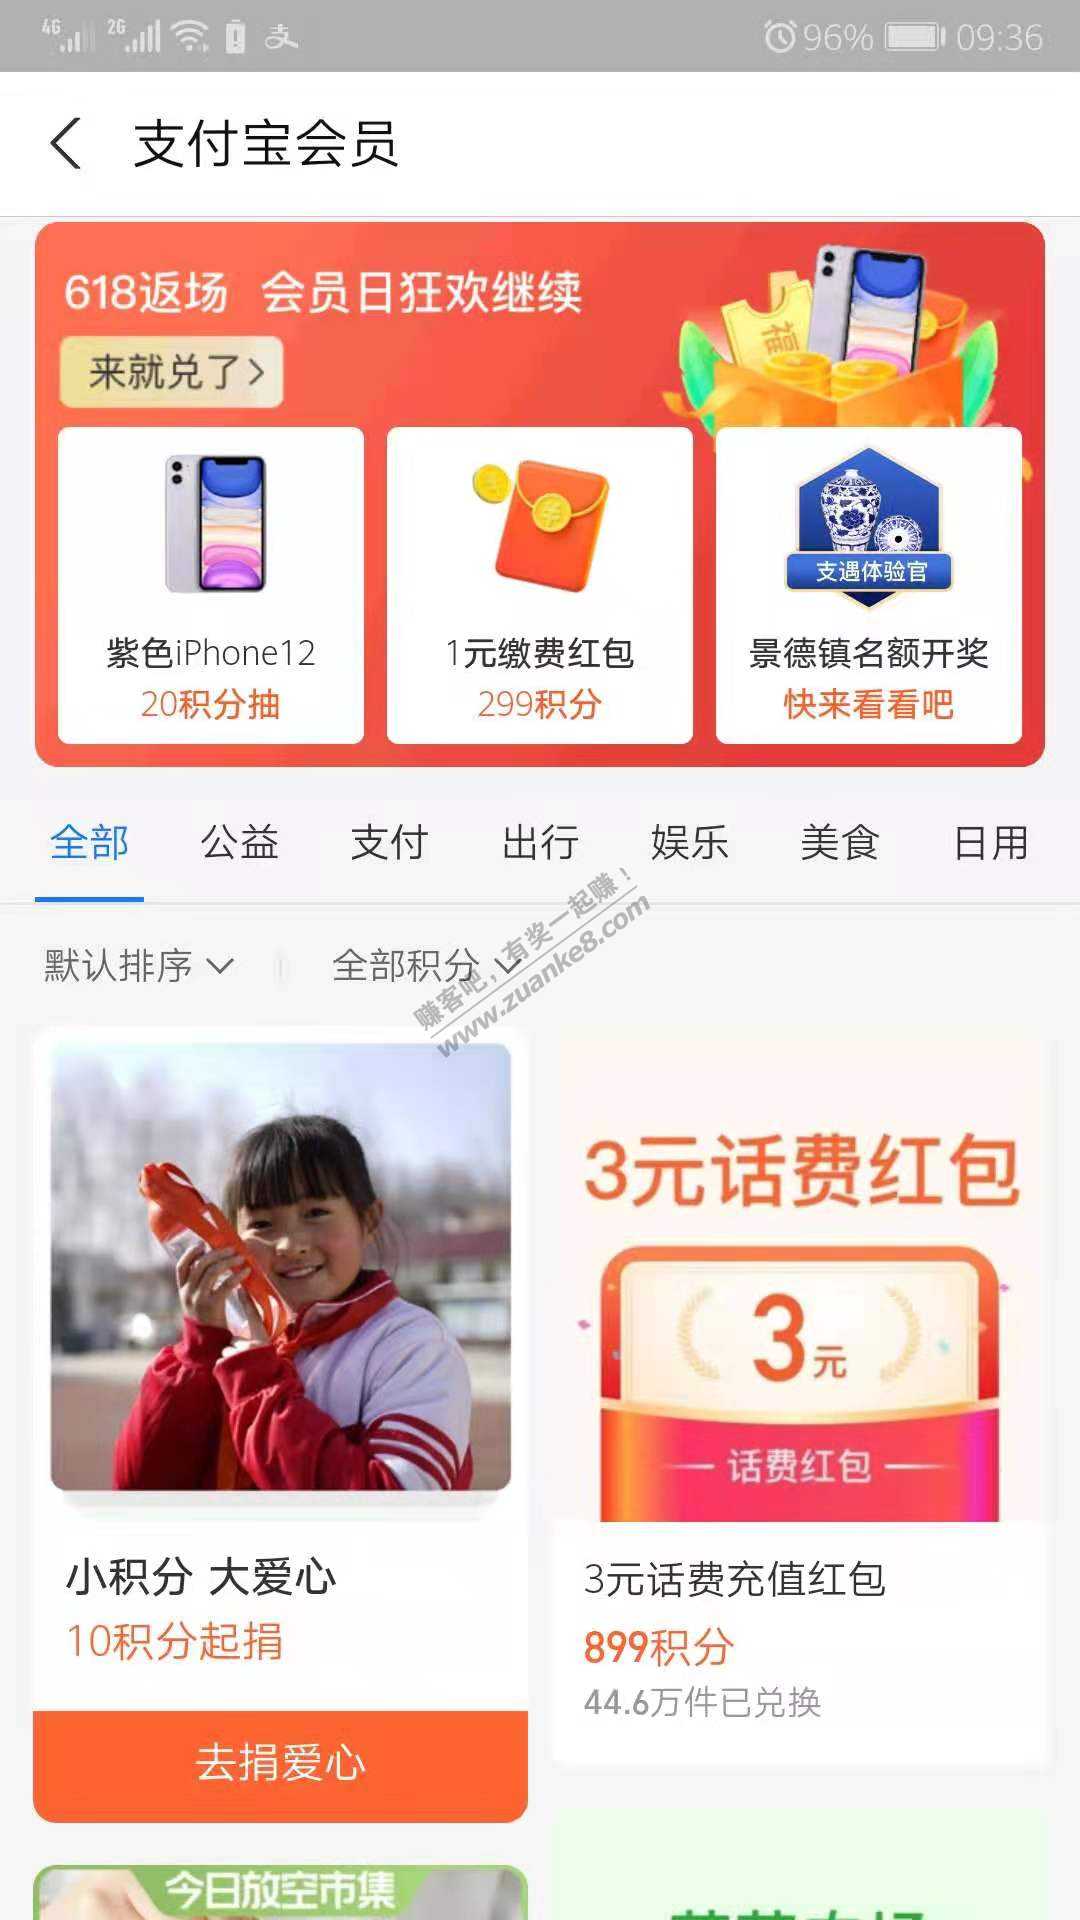 4G 2G 96% 09:36
支付宝会员
618返场 会员日狂欢继续
来就兑了>
福
支遇体验官
紫色iPhone12
20积分抽
1元缴费红包
299积分
景德镇名额开奖
快来看看吧
全部 公益 支付 出行 娱乐 美食 日用
默认排序 全部积分
赚客吧，有奖一起赚！
www.zuanke8.com
3元话费红包
3元
话费红包
小积分 大爱心
10积分起捐
去捐爱心
3元话费充值红包
899积分
44.6万件已兑换
今日放空市集